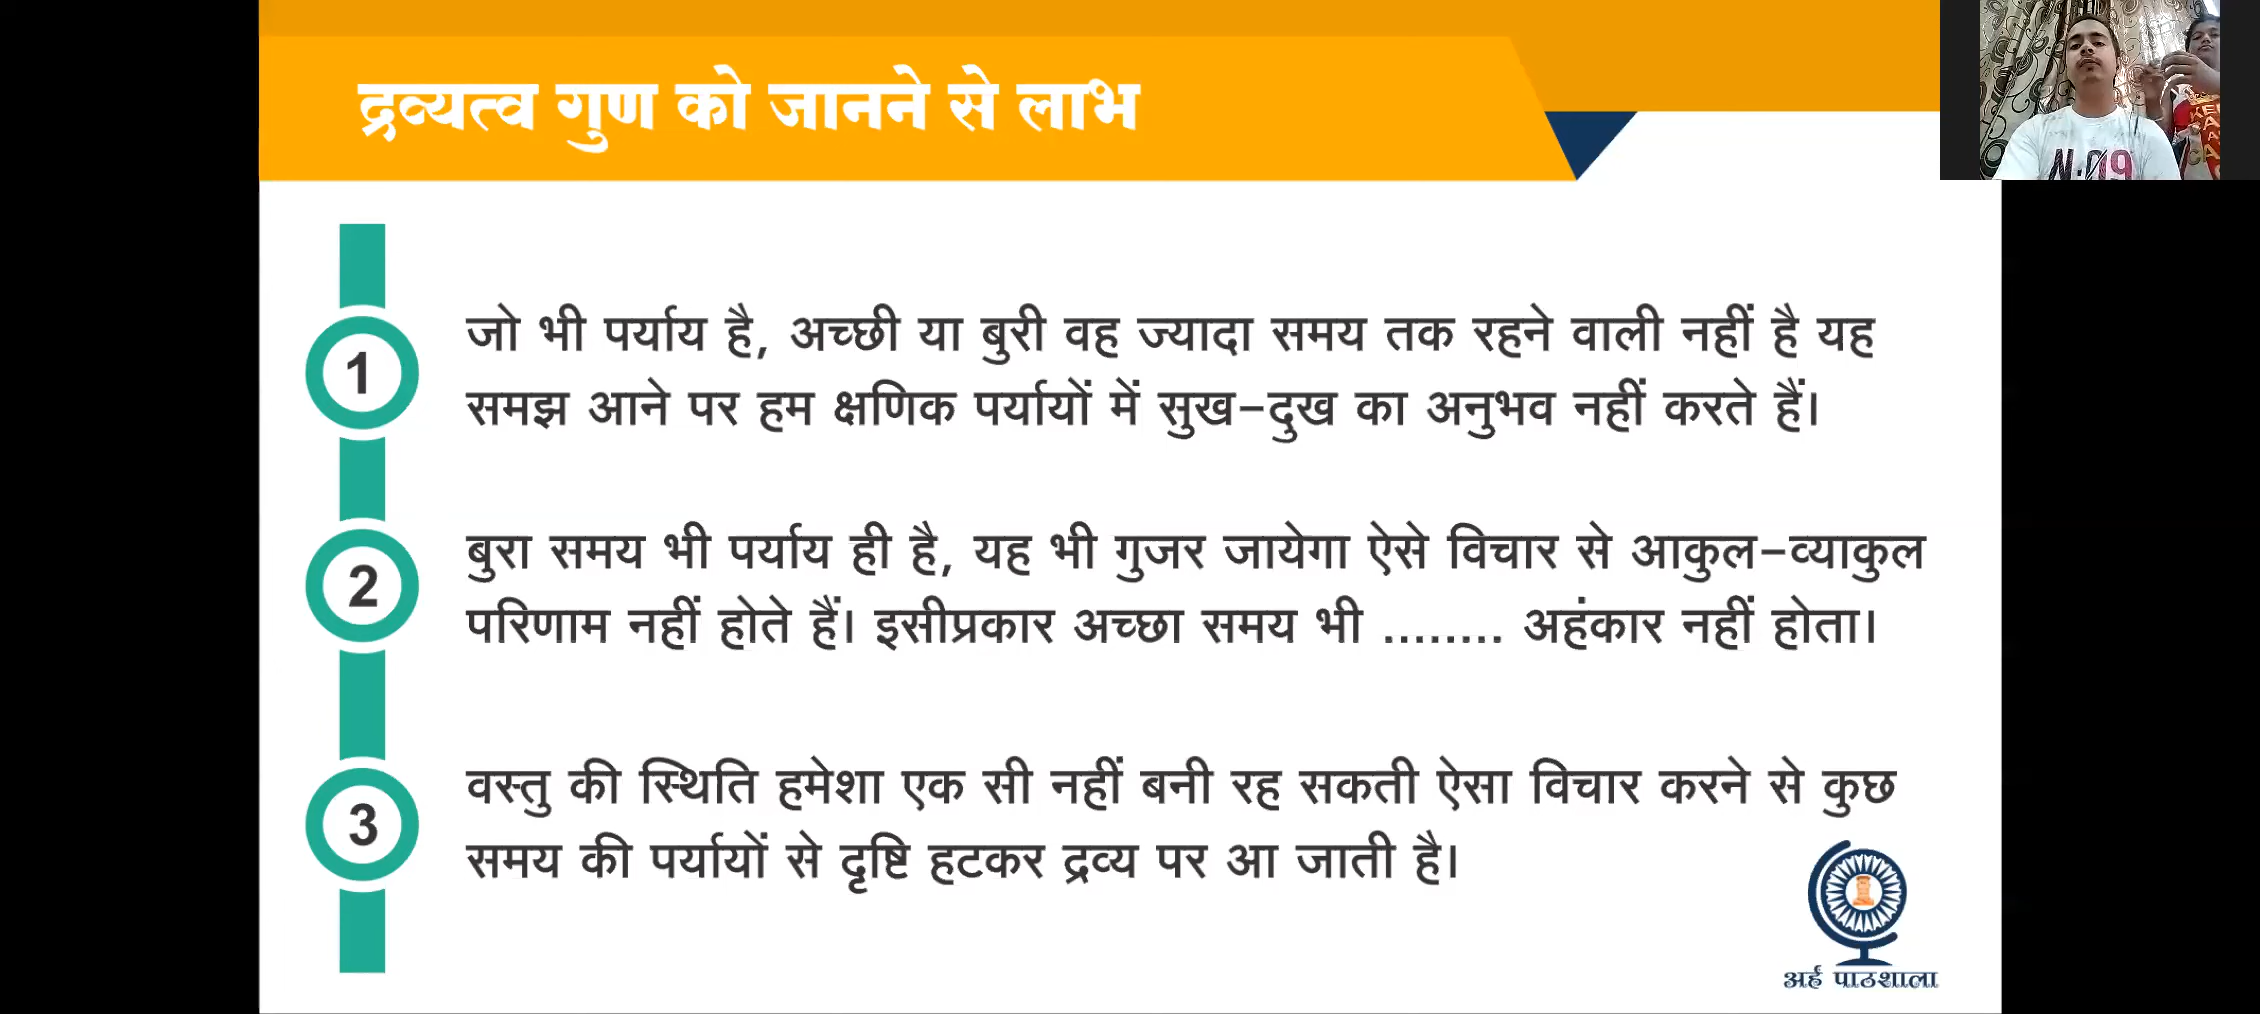 द्रव्यत्व गुण को जानने से लाभ
1
जो भी पर्याय है, अच्छी या बुरी वह ज्यादा समय तक रहने वाली नहीं है यह
समझ आने पर हम क्षणिक पर्यायों में सुख-दुख का अनुभव नहीं करते हैं।
2
बुरा समय भी पर्याय ही है, यह भी गुजर जायेगा ऐसे विचार से आकुल-व्याकुल
परिणाम नहीं होते हैं। इसीप्रकार अच्छा समय भी ........ अहंकार नहीं होता।
3
वस्तु की स्थिति हमेशा एक सी नहीं बनी रह सकती ऐसा विचार करने से कुछ
समय की पर्यायों से दृष्टि हटकर द्रव्य पर आ जाती है।
अर्ह पाठशाला